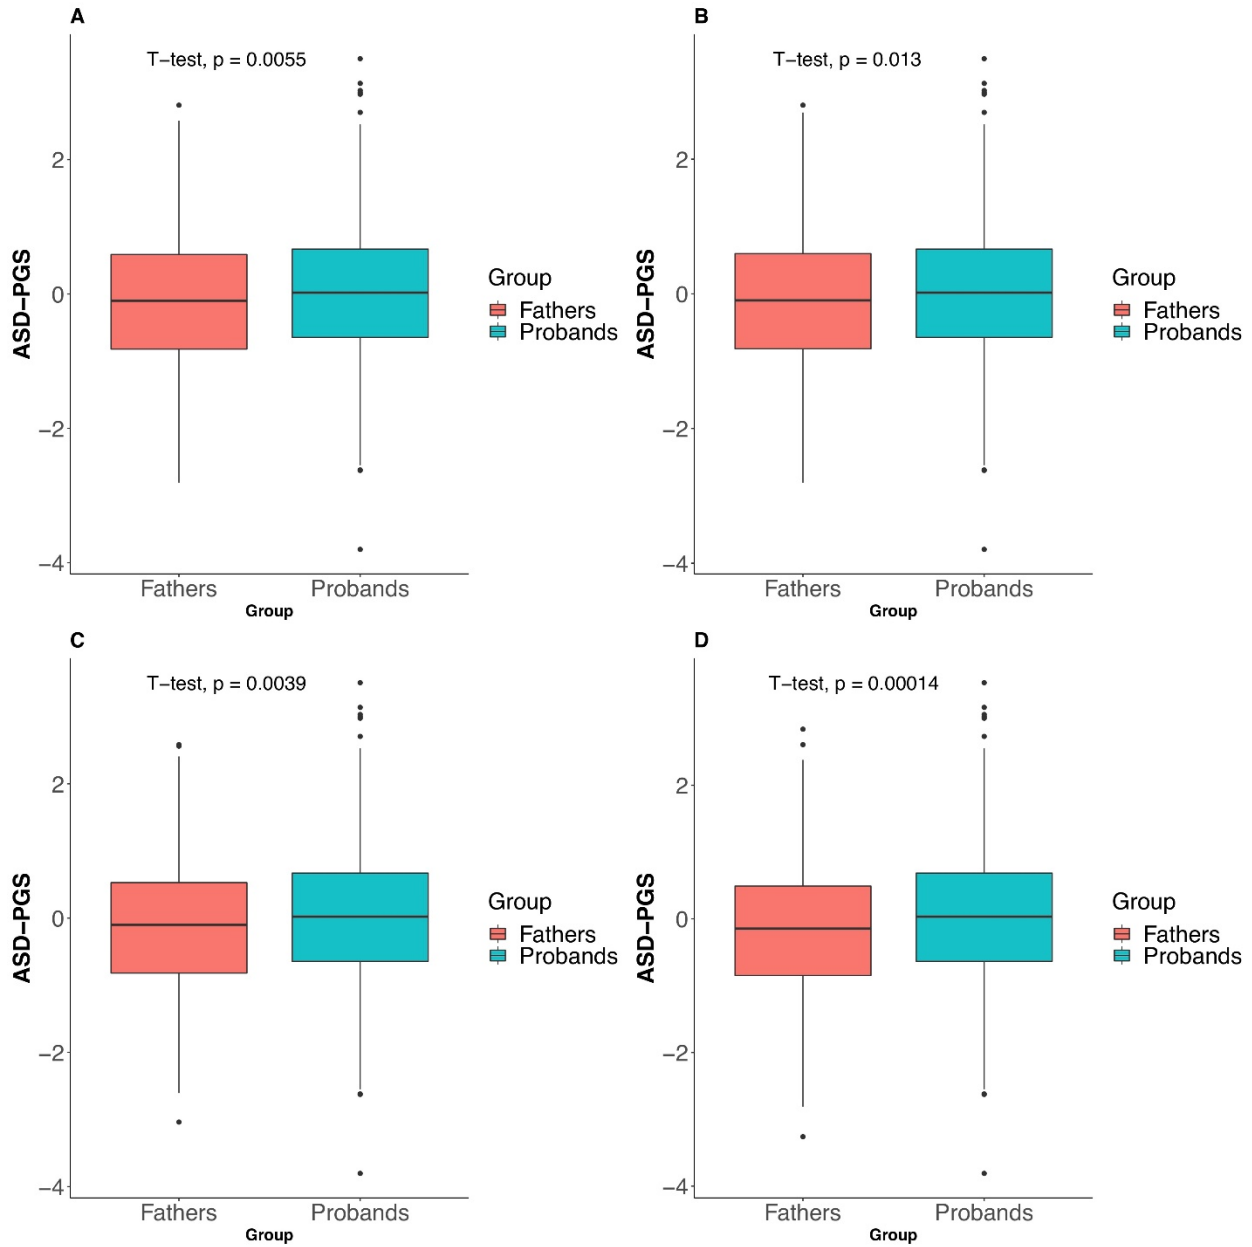 A
T−test, p = 0.0055
ASD−PGS
2
0
−2
−4
Fathers Probands
Group
Group
Fathers
Probands
B
T−test, p = 0.013
ASD−PGS
2
0
−2
−4
Fathers Probands
Group
Group
Fathers
Probands
C
T−test, p = 0.0039
ASD−PGS
2
0
−2
−4
Fathers Probands
Group
Group
Fathers
Probands
D
T−test, p = 0.00014
ASD−PGS
2
0
−2
−4
Fathers Probands
Group
Group
Fathers
Probands